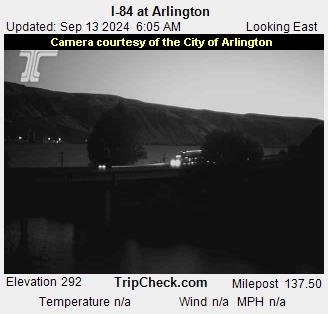 I-84 at Arlington
Updated: Sep 13 2024 6:05 AM Looking East
Camera courtesy of the City of Arlington
Elevation 292 TripCheck.com Milepost 137.50
Temperature n/a Wind n/a MPH n/a